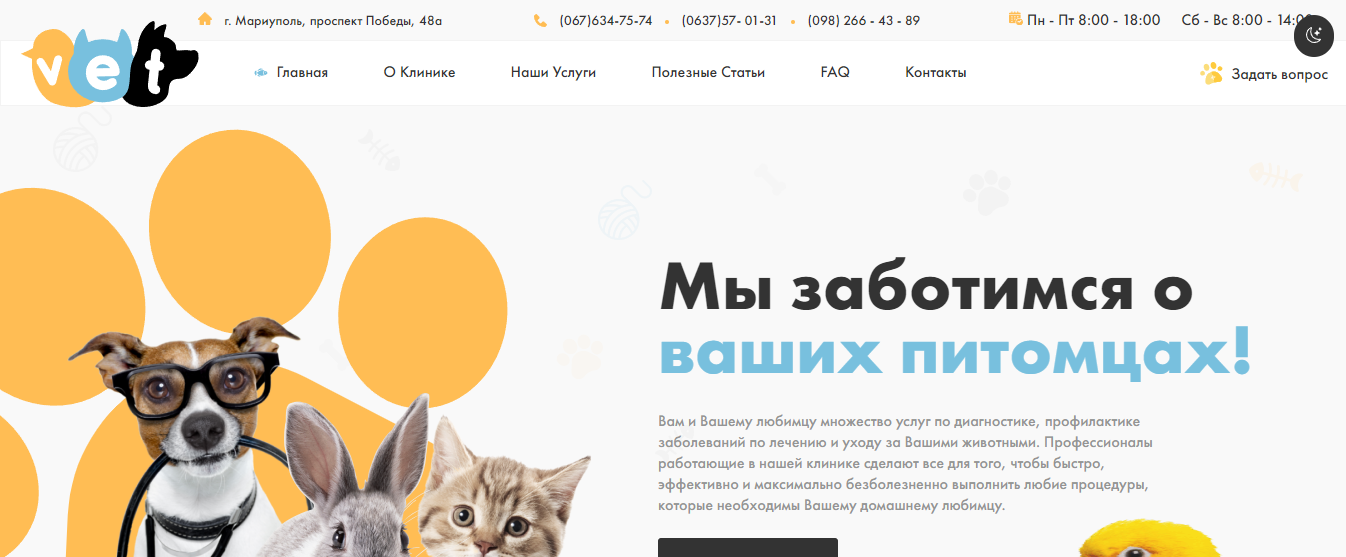 г. Мариуполь, проспект Победы, 48а
(067)634-75-74 • (0637)57- 01-31 • (098) 266 - 43 - 89
Пн - Пт 8:00 - 18:00 Сб - Вс 8:00 - 14:00
vet
Главная О Клинике Наши Услуги Полезные Статьи FAQ Контакты
Задать вопрос
Мы заботимся о
ваших питомцах!
Вам и Вашему любимцу множество услуг по диагностике, профилактике
заболеваний по лечению и уходу за Вашими животными. Профессионалы
работающие в нашей клинике сделают все для того, чтобы быстро,
эффективно и максимально безболезненно выполнить любие процедуры,
которые необходимы Вашему домашнему любимцу.